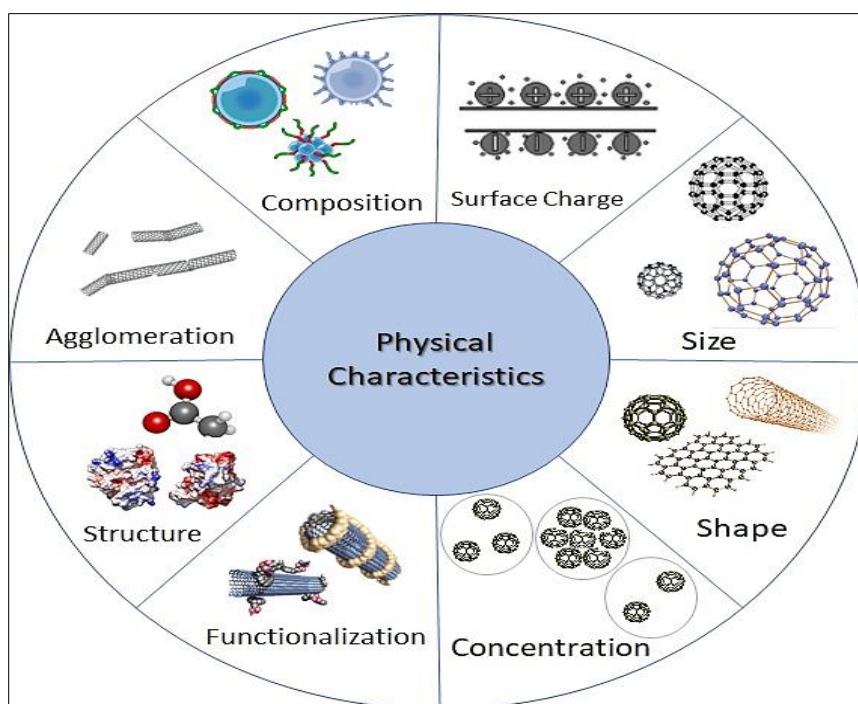 Composition
Surface Charge
Agglomeration
Size
Physical
Characteristics
Structure
Shape
Functionalization
Concentration